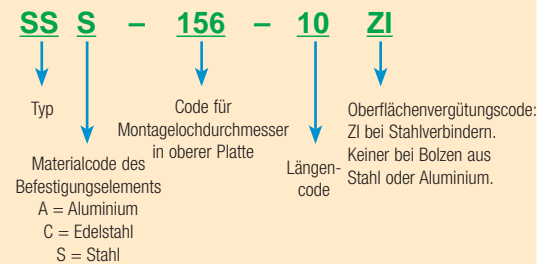 SS S – 156 – 10 ZI
Typ
Materialcode des
Befestigungselements
A = Aluminium
C = Edelstahl
S = Stahl
Code für
Montagelochdurchmesser
in oberer Platte
Längen-
code
Oberflächenvergütungscode:
ZI bei Stahlverbindern.
Keiner bei Bolzen aus
Stahl oder Aluminium.